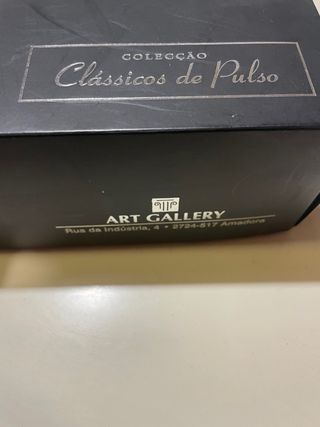 COLECÇÃO
Clássicos de Pulso
ART GALLERY
Rua da Indústria, 4 • 2724-517 Amadora